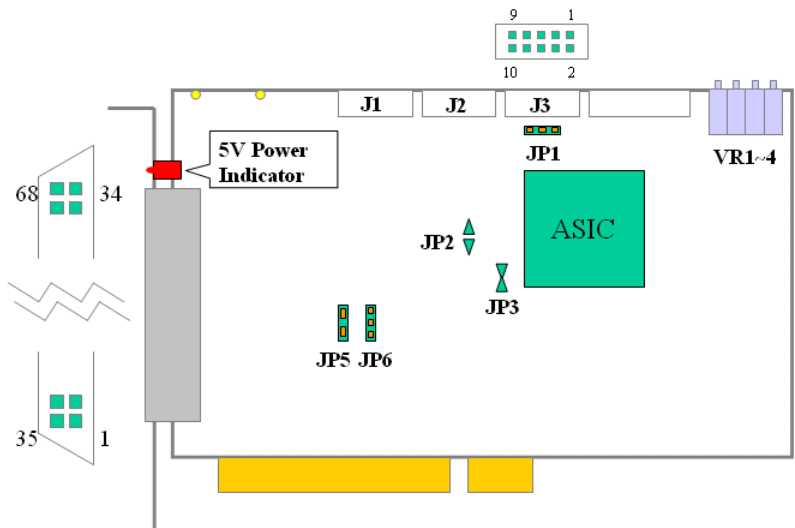 9 1
10 2
J1 J2 J3
JP1
VR1~4
5V Power
Indicator
68 34
ASIC
JP2
JP3
JP5 JP6
35 1